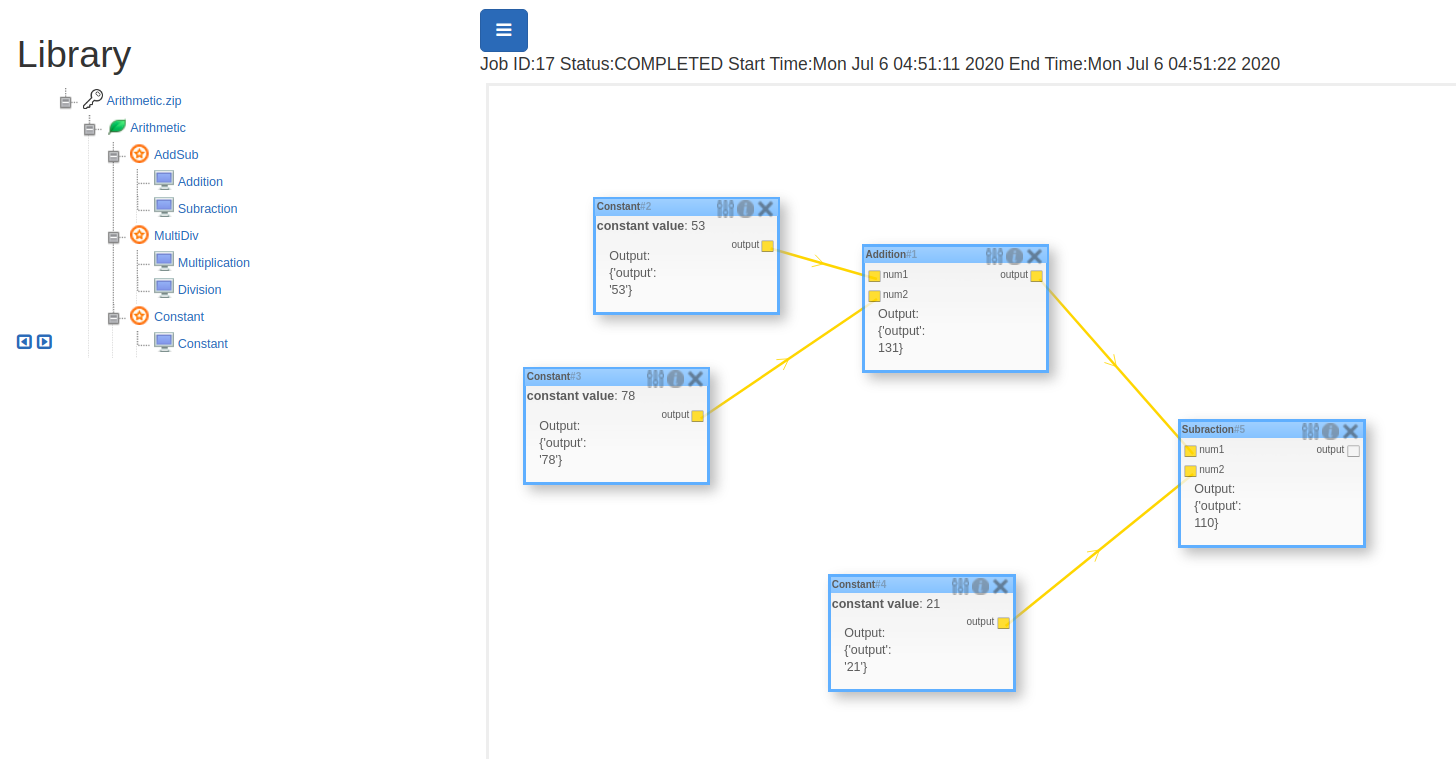 Library
Arithmetic.zip
Arithmetic
AddSub
Addition
Subraction
MultiDiv
Multiplication
Division
Constant
Constant
Job ID:17 Status:COMPLETED Start Time:Mon Jul 6 04:51:11 2020 End Time:Mon Jul 6 04:51:22 2020
Constant#2
constant value: 53
output
Output:
{'output':
'53'}
Constant#3
constant value: 78
output
Output:
{'output':
'78'}
Addition#1
num1 output
num2
Output:
{'output':
131}
Subraction#5
num1 output
num2
Output:
{'output':
110}
Constant#4
constant value: 21
output
Output:
{'output':
'21'}